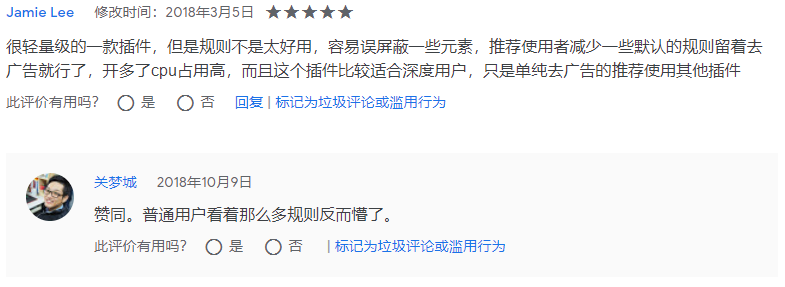 Jamie Lee 修改时间：2018年3月5日 ★★★★★
很轻量级的一款插件，但是规则不是太好用，容易误屏蔽一些元素，推荐使用者减少一些默认的规则留着去
广告就行了，开多了cpu占用高，而且这个插件比较适合深度用户，只是单纯去广告的推荐使用其他插件
此评价有用吗? 是 否 回复 | 标记为垃圾评论或滥用行为
关梦城 2018年10月9日
赞同。普通用户看着那么多规则反而懵了。
此评价有用吗? 是 否 | 标记为垃圾评论或滥用行为